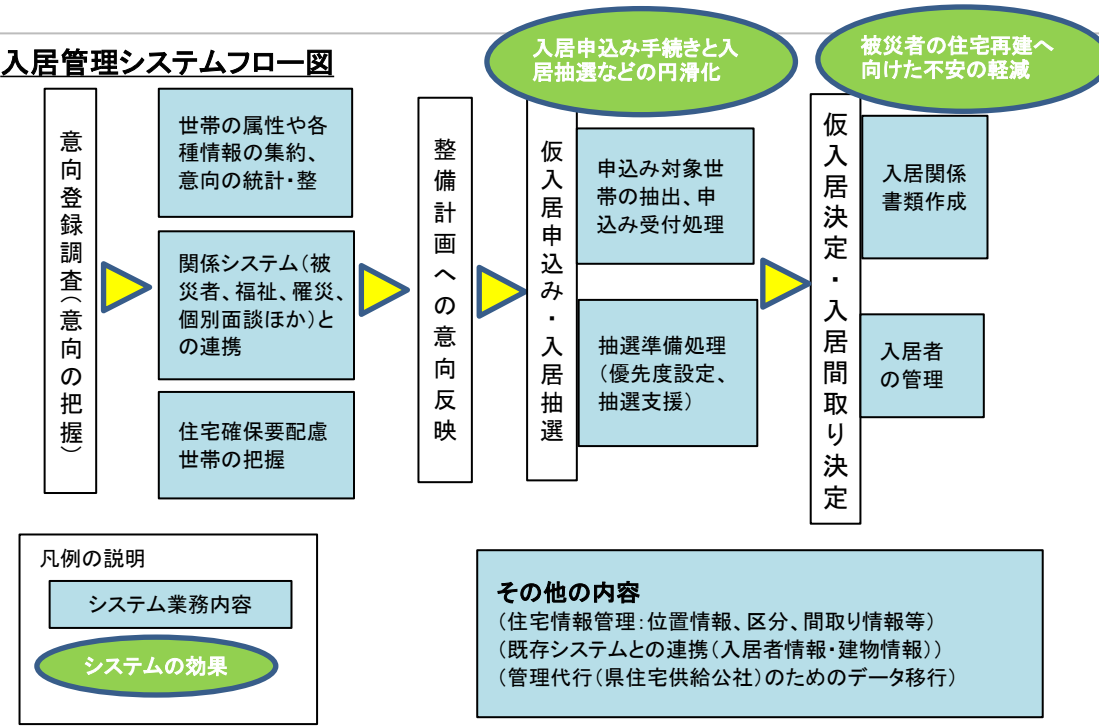 入居管理システムフロー図
入居申込み手続きと入
居抽選などの円滑化
被災者の住宅再建へ
向けた不安の軽減
意向登録調査(意向の把握)
世帯の属性や各
種情報の集約、
意向の統計・整
関係システム(被
災者、福祉、罹災、
個別面談ほか)と
の連携
住宅確保要配慮
世帯の把握
整備計画への意向反映
仮入居申込み・入居抽選
申込み対象世
帯の抽出、申
込み受付処理
抽選準備処理
(優先度設定、
抽選支援)
仮入居決定・入居間取り決定
入居関係
書類作成
入居者
の管理
凡例の説明
システム業務内容
システムの効果
その他の内容
(住宅情報管理:位置情報、区分、間取り情報等)
(既存システムとの連携(入居者情報・建物情報))
(管理代行(県住宅供給公社)のためのデータ移行)